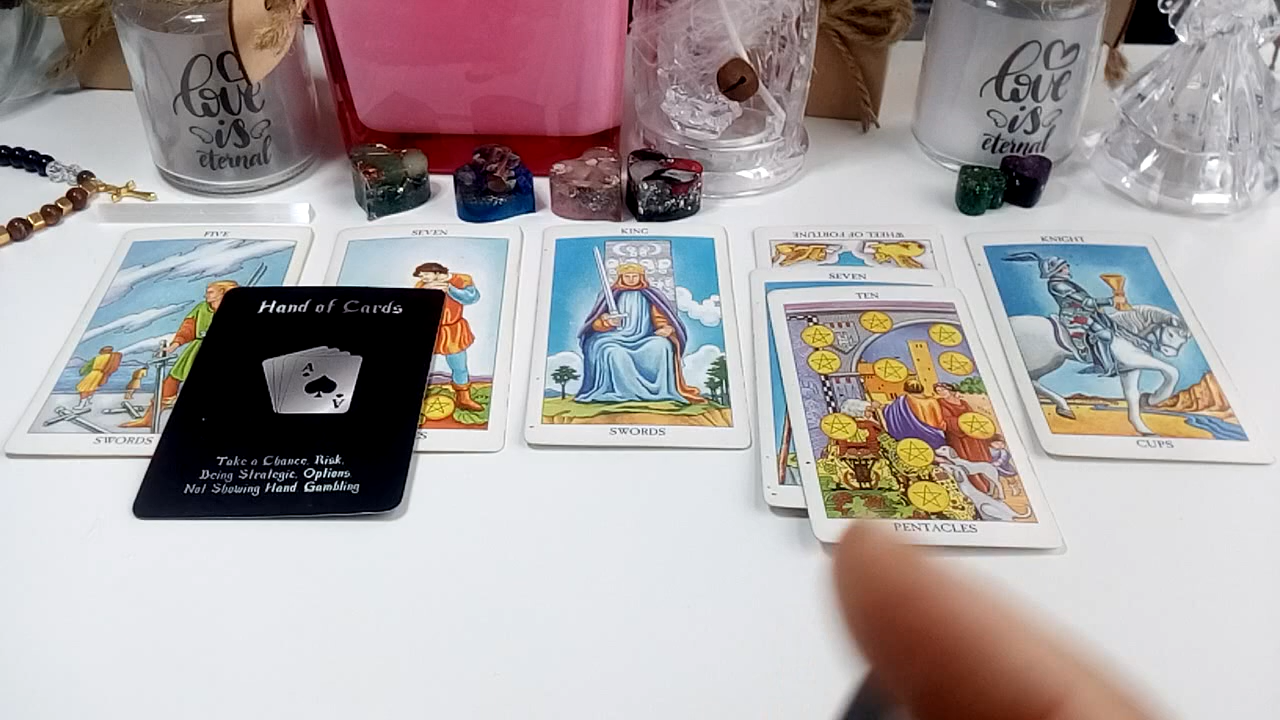 love
is
eternal
love
is
eternal
FIVE
SEVEN
KING
WHEEL OF FORTUNE
SEVEN
TEN
KNIGHT
Hand of Cards
A
A
Take a Chance, Risk,
Being Strategic, Options,
Not Showing Hand Gambling
SWORDS
SWORDS
PENTACLES
CUPS